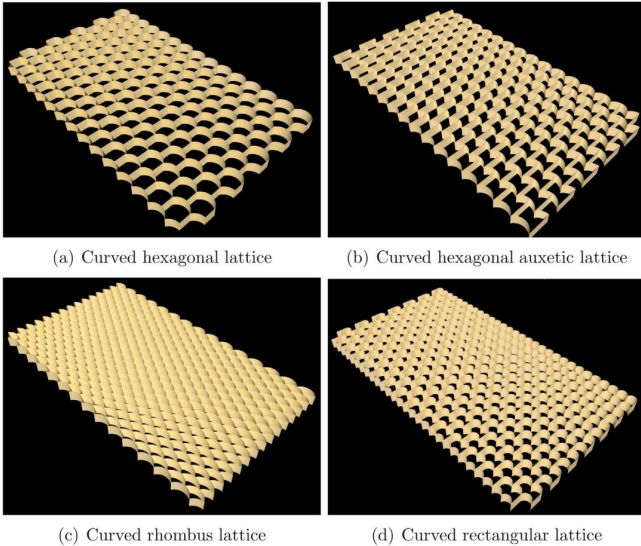 (a) Curved hexagonal lattice
(b) Curved hexagonal auxetic lattice
(c) Curved rhombus lattice
(d) Curved rectangular lattice